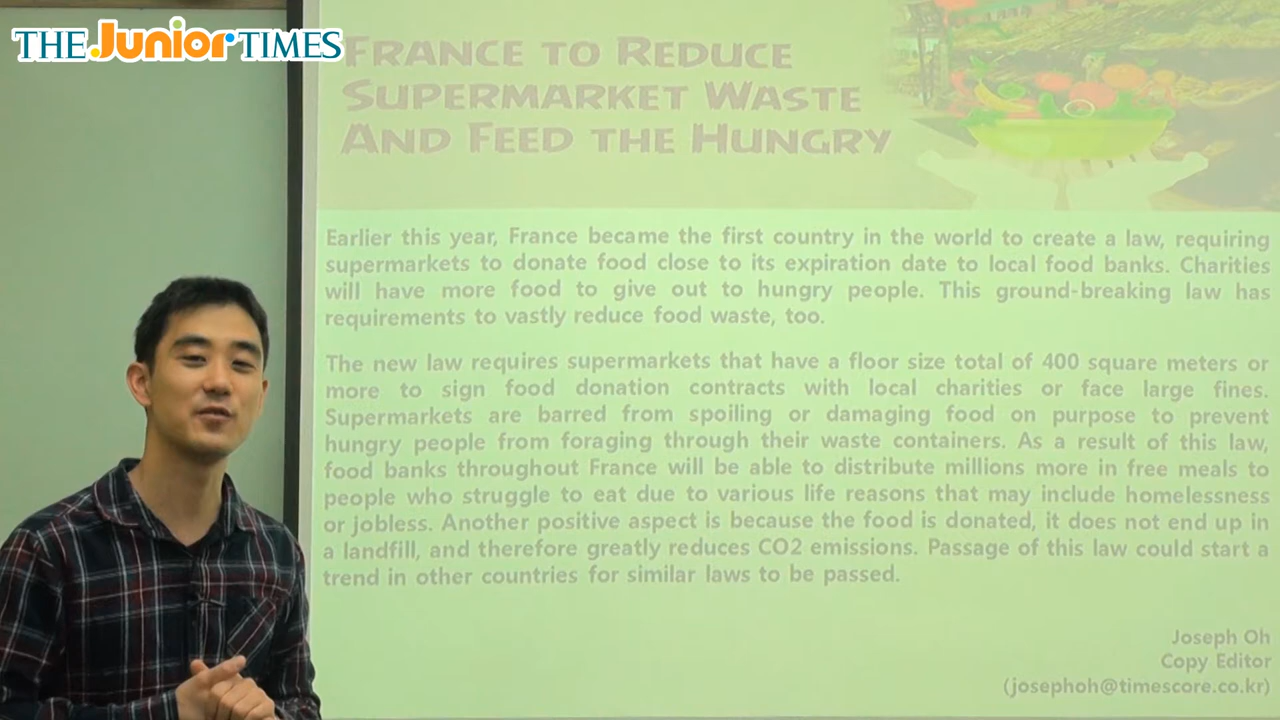 THE Junior TIMES
FRANCE TO REDUCE
SUPERMARKET WASTE
AND FEED THE HUNGRY
Earlier this year, France became the first country in the world to create a law, requiring
supermarkets to donate food close to its expiration date to local food banks. Charities
will have more food to give out to hungry people. This ground-breaking law has
requirements to vastly reduce food waste, too.
The new law requires supermarkets that have a floor size total of 400 square meters or
more to sign food donation contracts with local charities or face large fines.
Supermarkets are barred from spoiling or damaging food on purpose to prevent
hungry people from foraging through their waste containers. As a result of this law,
food banks throughout France will be able to distribute millions more in free meals to
people who struggle to eat due to various life reasons that may include homelessness
or jobless. Another positive aspect is because the food is donated, it does not end up in
a landfill, and therefore greatly reduces CO2 emissions. Passage of this law could start a
trend in other countries for similar laws to be passed.
Joseph Oh
Copy Editor
(josephoh@timescore.co.kr)